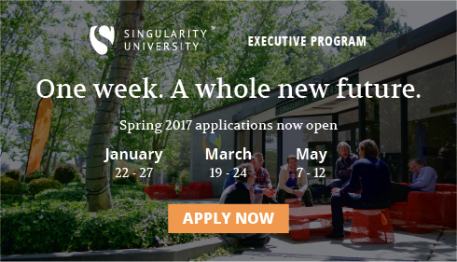 SINGULARITY
UNIVERSITY
EXECUTIVE PROGRAM
One week. A whole new future.
Spring 2017 applications now open
January March May
22 - 27 19 - 24 7 - 12
APPLY NOW